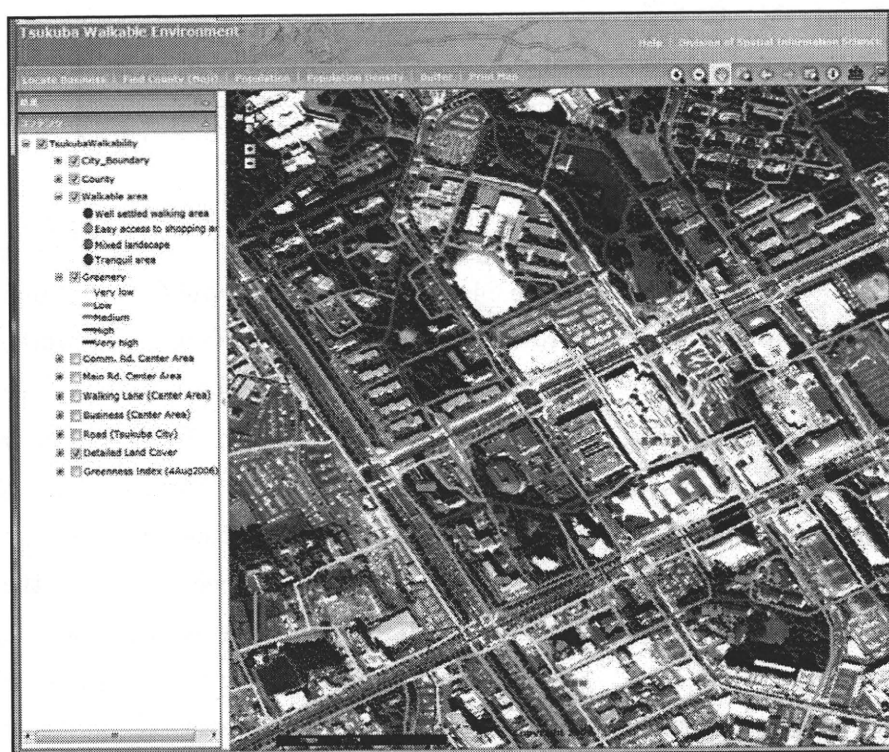 Tsukuba Walkable Environment
Help | Division of Spatial Information Science
Locate Business | Find County (Moji) | Population | Population Density | Buffer | Print Map
TsukubaWalkability
City_Boundary
County
Walkable area
Well settled walking area
Easy access to shopping a
Mixed landscape
Tranquil area
Greenery
Very low
Low
Medium
High
Very high
Comm. Rd. Center Area
Main Rd. Center Area
Walking Lane (Center Area)
Business (Center Area)
Road (Tsukuba City)
Detailed Land Cover
Greenness Index (4Aug2006)